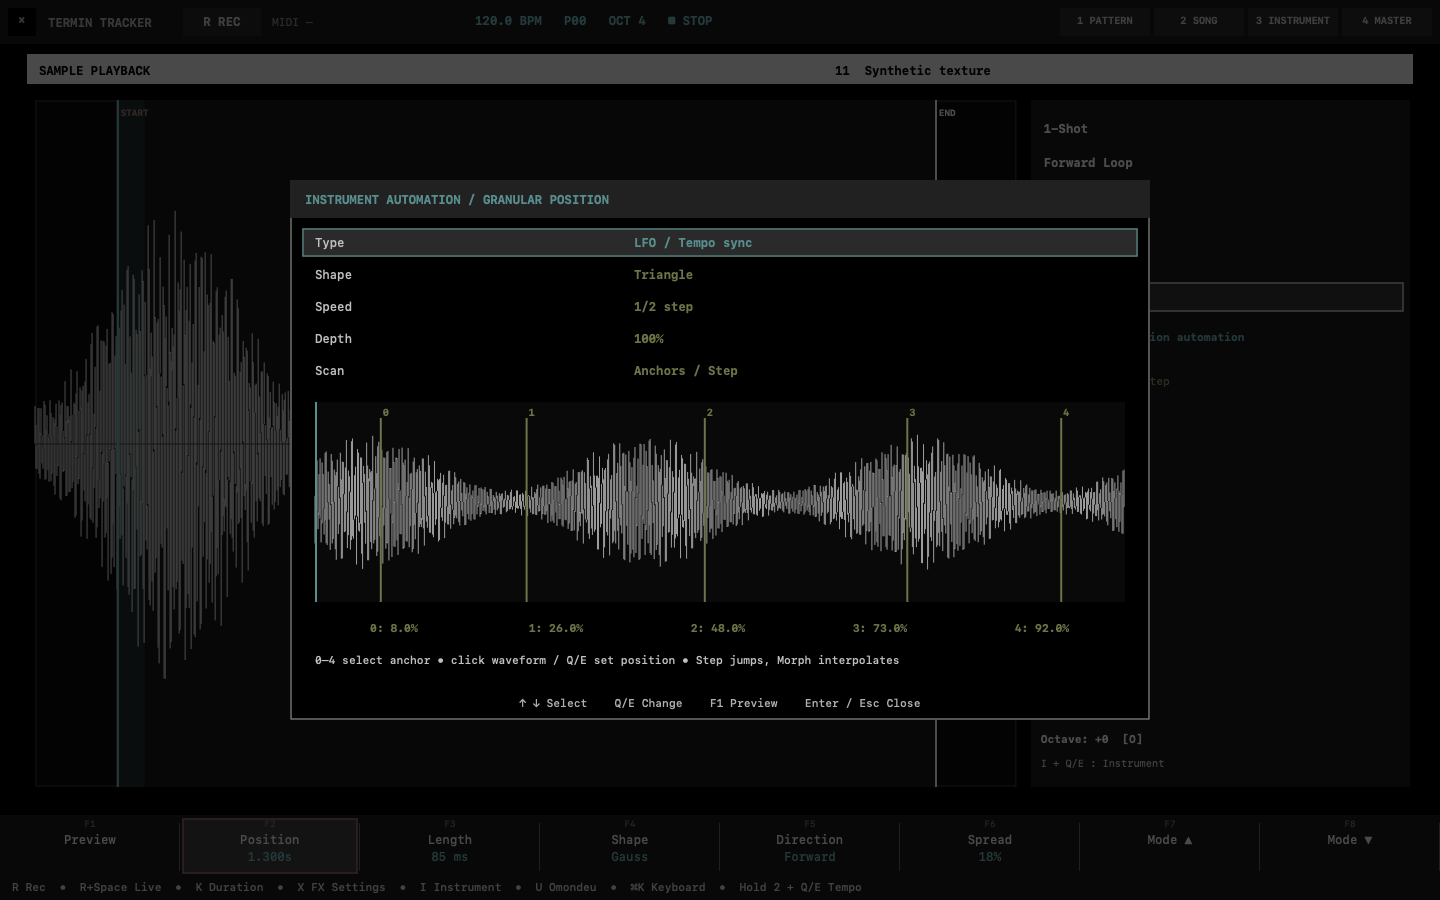 × TERMIN TRACKER R REC MIDI — 120.0 BPM P00 OCT 4 ■ STOP 1 PATTERN 2 SONG 3 INSTRUMENT 4 MASTER
SAMPLE PLAYBACK 11 Synthetic texture
START END
1—Shot
Forward Loop
INSTRUMENT AUTOMATION / GRANULAR POSITION
Type LFO / Tempo sync
Shape Triangle
Speed 1/2 step
Depth 100%
Scan Anchors / Step
ion automation
tep
0 1 2 3 4
0: 8.0% 1: 26.0% 2: 48.0% 3: 73.0% 4: 92.0%
0—4 select anchor • click waveform / Q/E set position • Step jumps, Morph interpolates
↑ ↓ Select Q/E Change F1 Preview Enter / Esc Close
Octave: +0 [O]
I + Q/E : Instrument
F1 F2 F3 F4 F5 F6 F7 F8
Preview Position Length Shape Direction Spread Mode ▲ Mode ▼
1.300s 85 ms Gauss Forward 18%
R Rec • R+Space Live • K Duration • X FX Settings • I Instrument • U Omondeu • ⌘K Keyboard • Hold 2 + Q/E Tempo